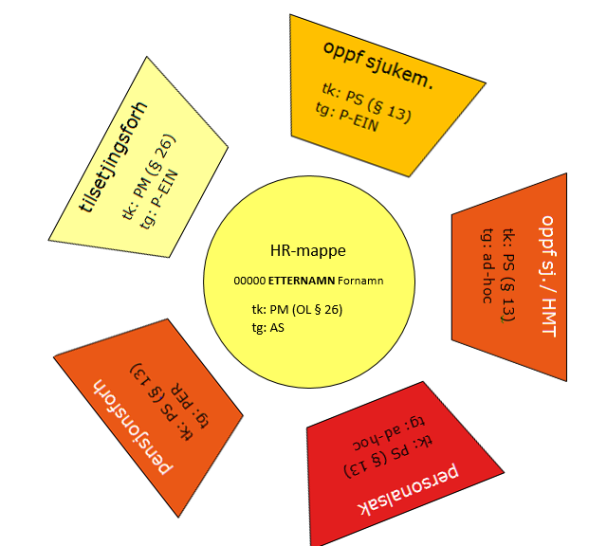 HR-mappe
00000 ETTERNAMN Fornamn
tk: PM (OL § 26)
tg: AS
oppf sjukem.
tk: PS (§ 13)
tg: P-EIN
oppf sj./ HMT
tk: PS (§ 13)
tg: ad-hoc
personalsak
tk: PS (§ 13)
tg: ad-hoc
pensjonsforh
tk: PS (§ 13)
tg: PER
tilsetjingsforh
tk: PM (§ 26)
tg: P-EIN